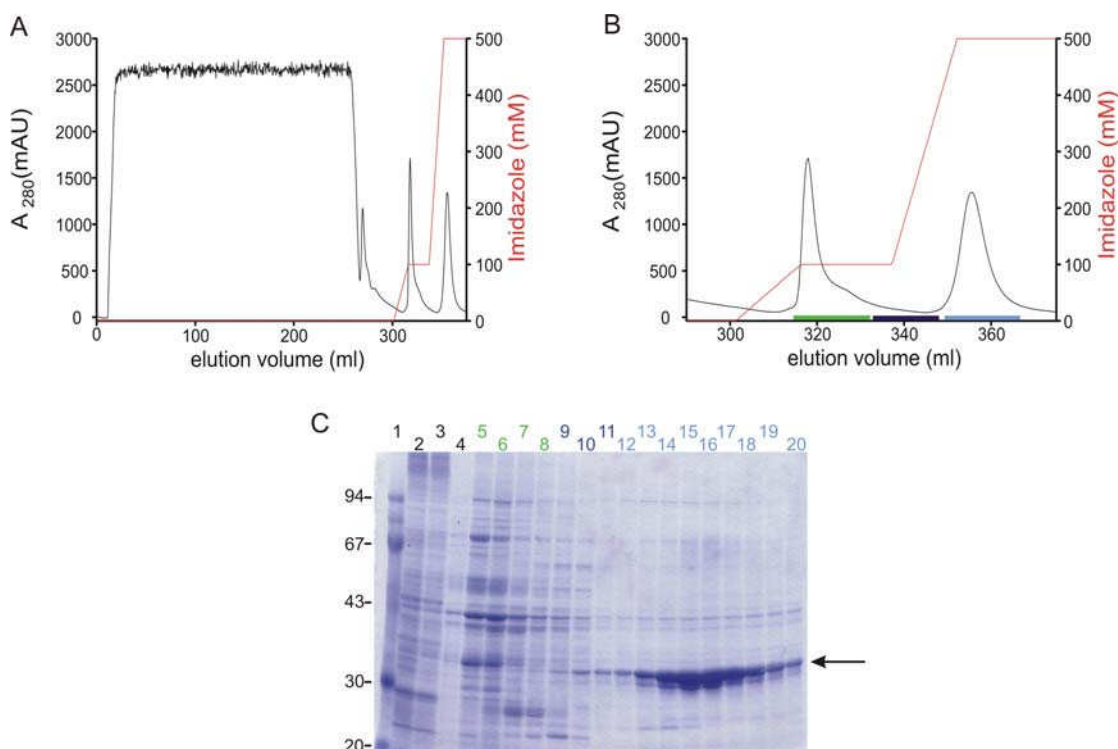 A
3000
2500
2000
1500
1000
500
0
A 280(mAU)
0 100 200 300
elution volume (ml)
500
400
300
200
100
0
Imidazole (mM)
B
3000
2500
2000
1500
1000
500
0
A 280(mAU)
300 320 340 360
elution volume (ml)
500
400
300
200
100
0
Imidazole (mM)
C
1 3 5 7 9 11 13 15 17 19
2 4 6 8 10 12 14 16 18 20
94-
67-
43-
30-
20-